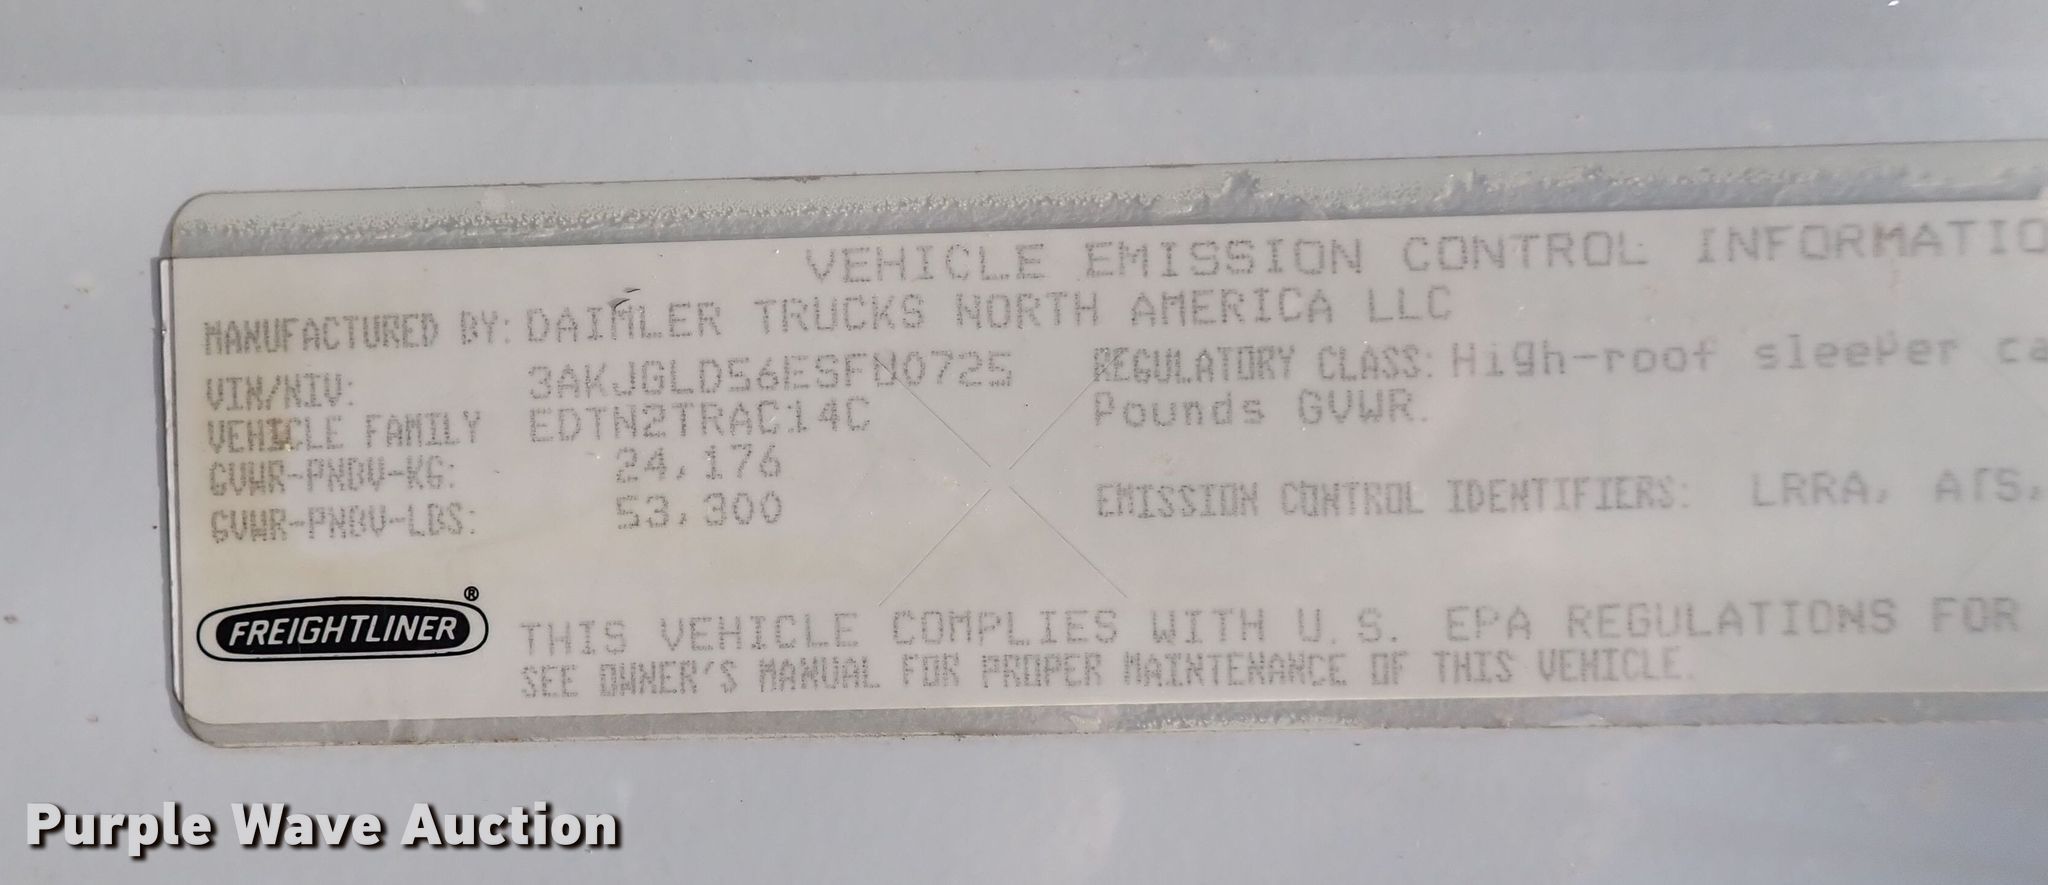 VEHICLE EMISSION CONTROL INFORMATIO
MANUFACTURED BY: DAIMLER TRUCKS NORTH AMERICA LLC
VIN/NIV: 3AKJGLD56ESFN0725 REGULATORY CLASS: High-roof sleeper ca
VEHICLE FAMILY EDTN2TRAC14C Pounds GVWR.
GVWR-PNBV-KG: 24,176
GVWR-PNBV-LBS: 53,300 EMISSION CONTROL IDENTIFIERS: LRRA, ATS,
FREIGHTLINER®
THIS VEHICLE COMPLIES WITH U.S. EPA REGULATIONS FOR
SEE OWNER'S MANUAL FOR PROPER MAINTENANCE OF THIS VEHICLE.
Purple Wave Auction